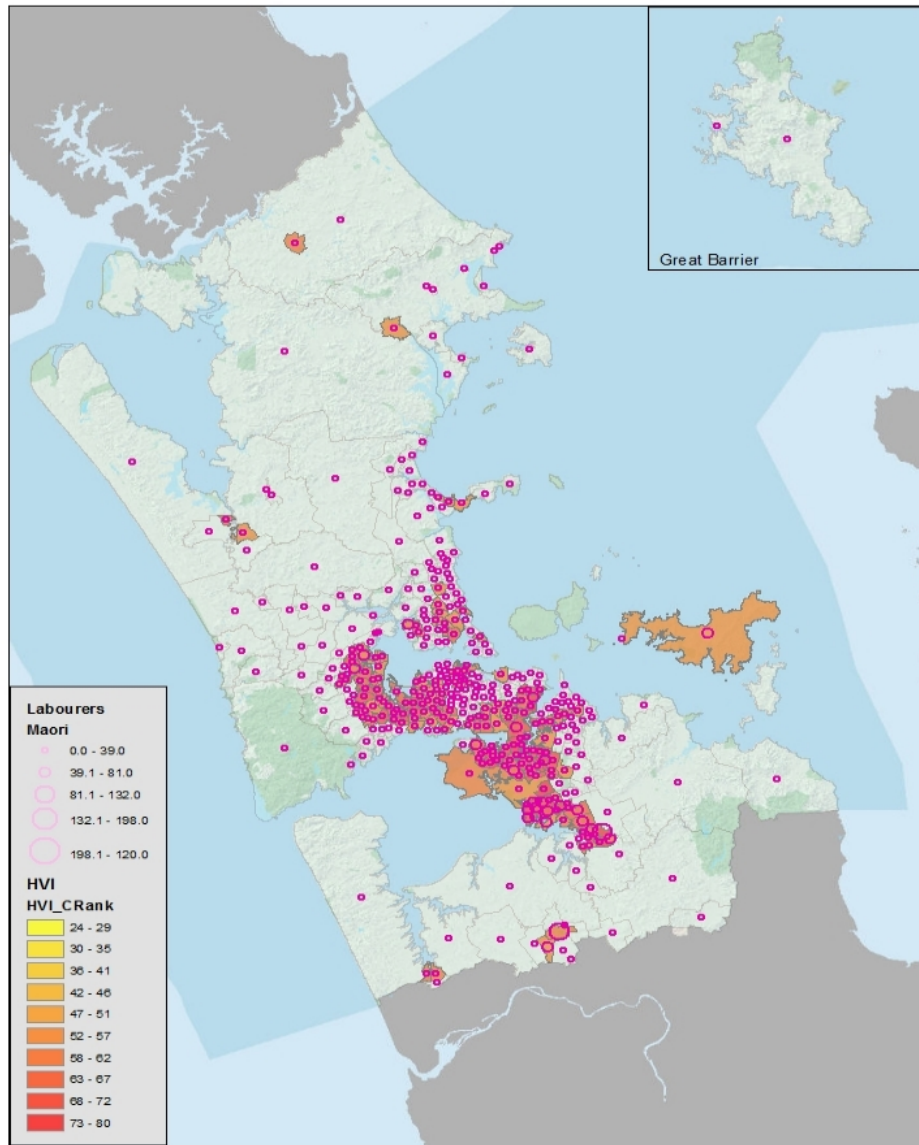 Great Barrier
Labourers
Maori
0.0 - 39.0
39.1 - 81.0
81.1 - 132.0
132.1 - 198.0
198.1 - 120.0
HVI
HVI_CRank
24 - 29
30 - 35
36 - 41
42 - 46
47 - 51
52 - 57
58 - 62
63 - 67
68 - 72
73 - 80